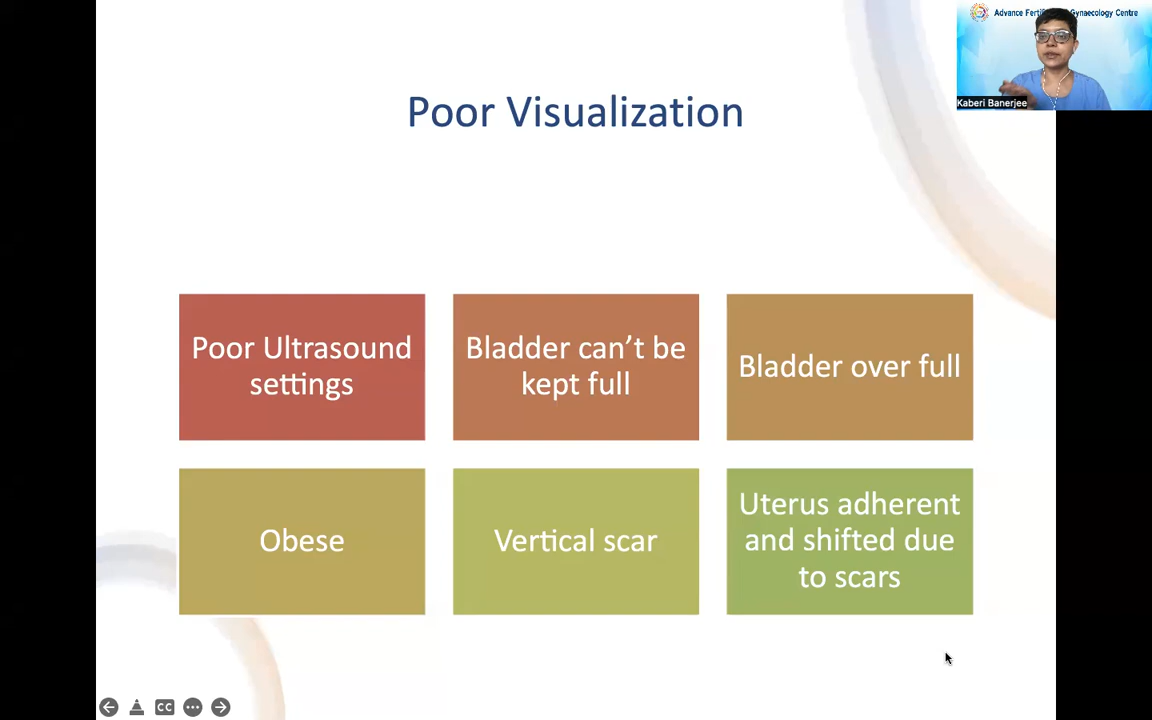 Advance Fertility & Gynaecology Centre
Kaberi Banerjee
Poor Visualization
Poor Ultrasound
settings
Bladder can’t be
kept full
Bladder over full
Obese
Vertical scar
Uterus adherent
and shifted due
to scars
CC